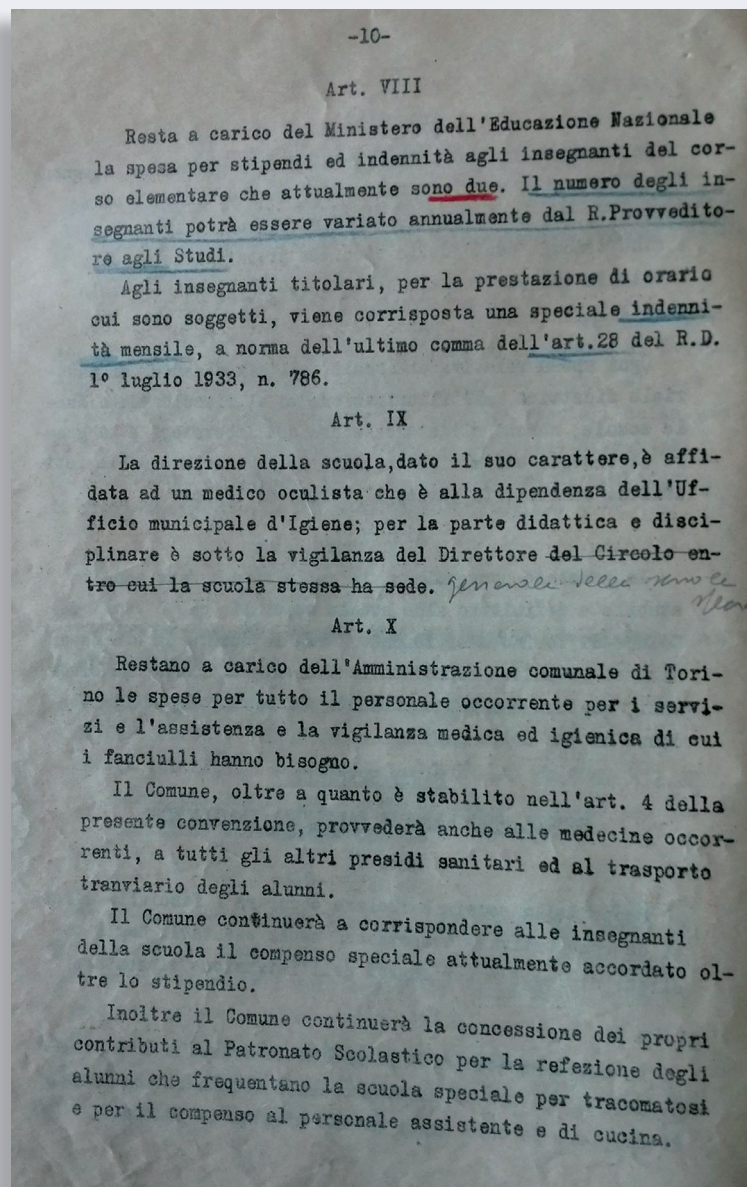 -10-
Art. VIII
Resta a carico del Ministero dell'Educazione Nazionale
la spesa per stipendi ed indennità agli insegnanti del cor-
so elementare che attualmente sono due. Il numero degli in-
segnanti potrà essere variato annualmente dal R.Provvedito-
re agli Studi.
Agli insegnanti titolari, per la prestazione di orario
cui sono soggetti, viene corrisposta una speciale indenni-
tà mensile, a norma dell'ultimo comma dell'art.28 del R.D.
1º luglio 1933, n. 786.
Art. IX
La direzione della scuola,dato il suo carattere,è affi-
data ad un medico oculista che è alla dipendenza dell'Uf-
ficio municipale d'Igiene; per la parte didattica e disci-
plinare è sotto la vigilanza del Direttore del Circolo en-
tro cui la scuola stessa ha sede. generale delle scuole
Art. X
Restano a carico dell'Amministrazione comunale di Tori-
no le spese per tutto il personale occorrente per i servi-
zi e l'assistenza e la vigilanza medica ed igienica di cui
i fanciulli hanno bisogno.
Il Comune, oltre a quanto è stabilito nell'art. 4 della
presente convenzione, provvederà anche alle medecine occor-
renti, a tutti gli altri presidi sanitari ed al trasporto
tranviario degli alunni.
Il Comune continuerà a corrispondere alle insegnanti
della scuola il compenso speciale attualmente accordato ol-
tre lo stipendio.
Inoltre il Comune continuerà la concessione dei propri
contributi al Patronato Scolastico per la refezione degli
alunni che frequentano la scuola speciale per tracomatosi
e per il compenso al personale assistente e di cucina.